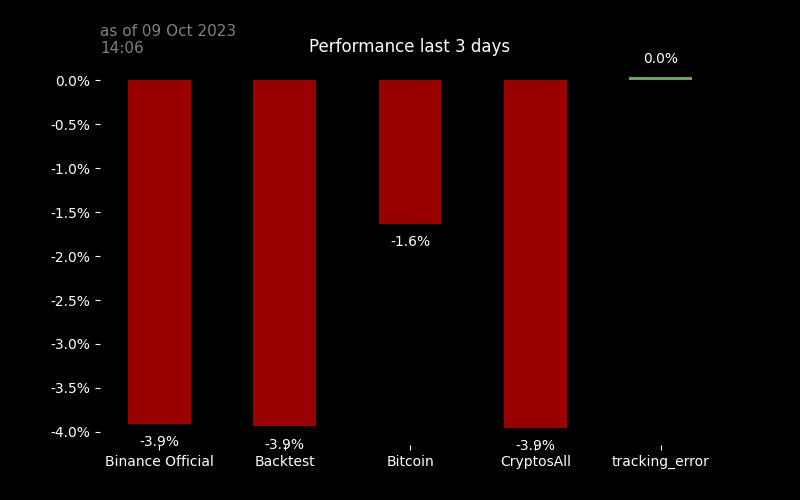 as of 09 Oct 2023
14:06
Performance last 3 days
0.0%
0.0%
-0.5%
-1.0%
-1.5%
-2.0%
-2.5%
-3.0%
-3.5%
-4.0%
-1.6%
-3.9%
-3.9%
-3.9%
Binance Official
Backtest
Bitcoin
CryptosAll
tracking_error